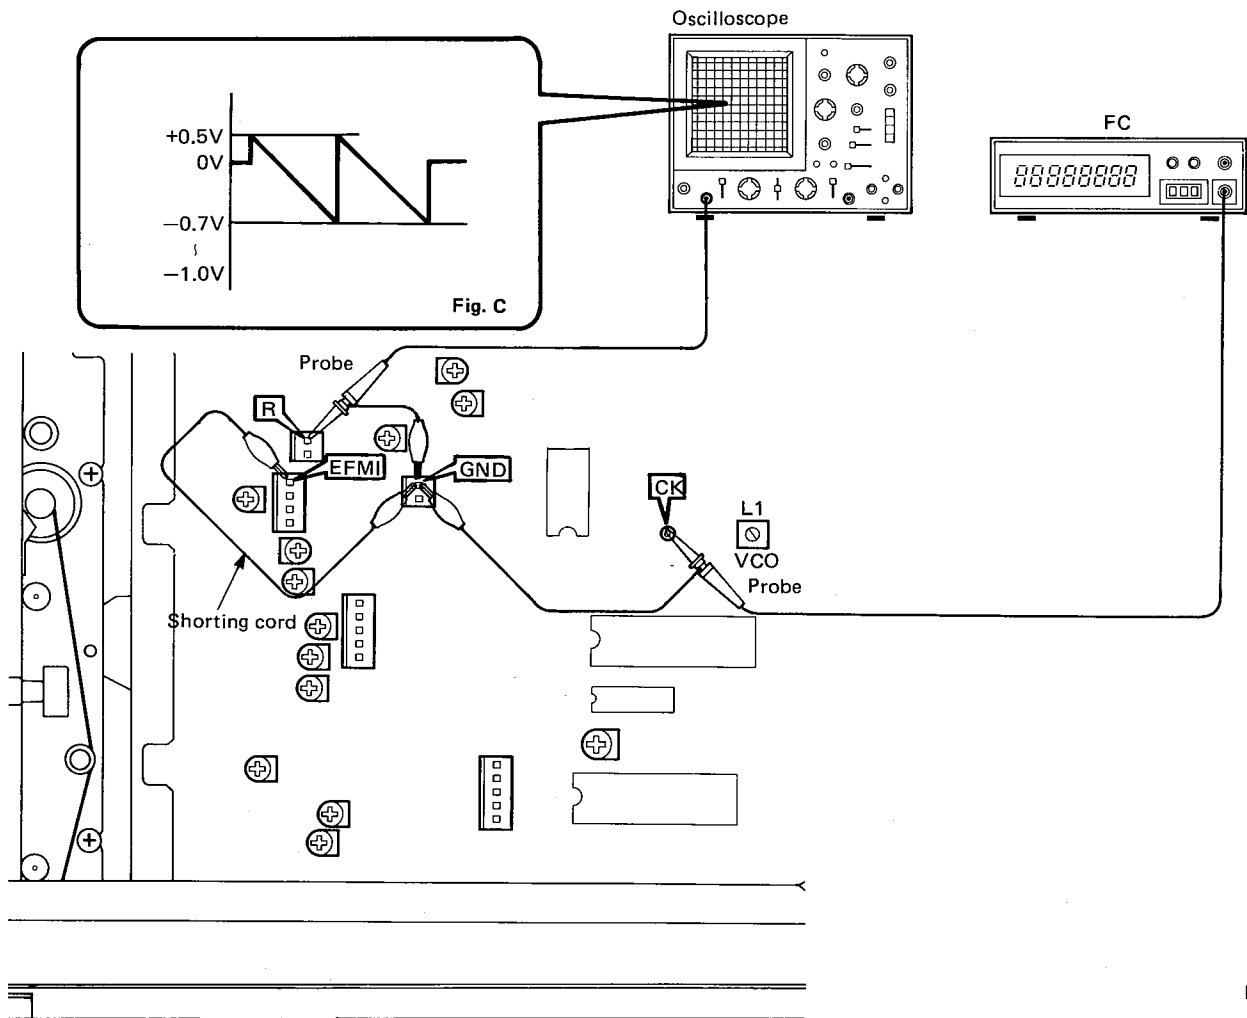 Oscilloscope
+0.5V
0V
−0.7V
~
−1.0V
Fig. C
FC
88888888
Probe
R
EFMI
GND
CK
L1
VCO
Probe
Shorting cord